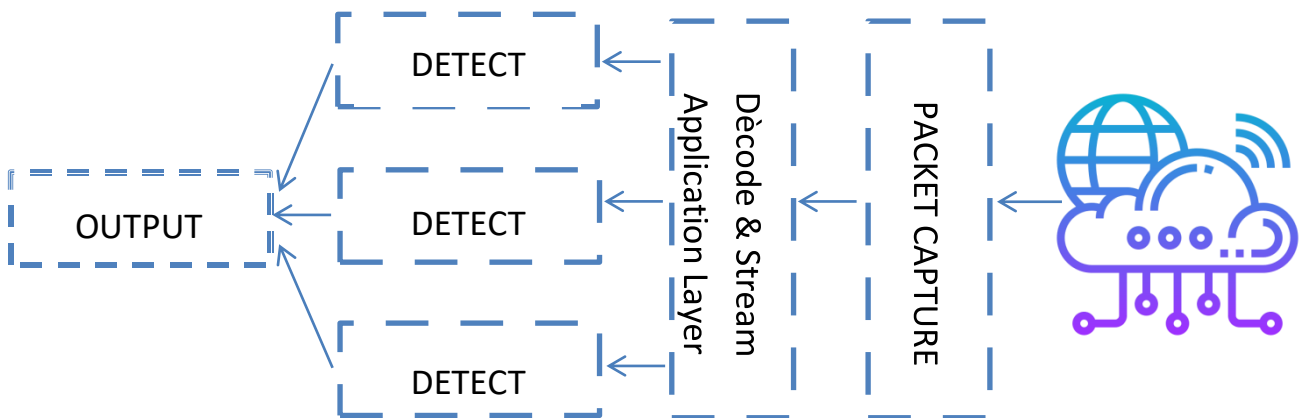 DETECT
Dècode & Stream
Application Layer
PACKET CAPTURE
OUTPUT
DETECT
DETECT